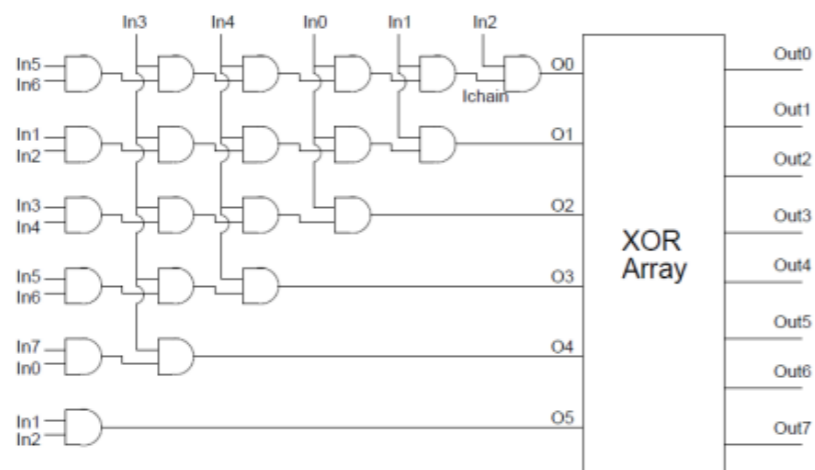 In3 In4 In0 In1 In2
In5 O0 Out0
In6
Ichain
Out1
In1 O1
In2
Out2
In3 O2
In4 Out3
XOR
Array
In5 O3 Out4
In6
Out5
In7 O4
In0 Out6
In1 O5
In2 Out7